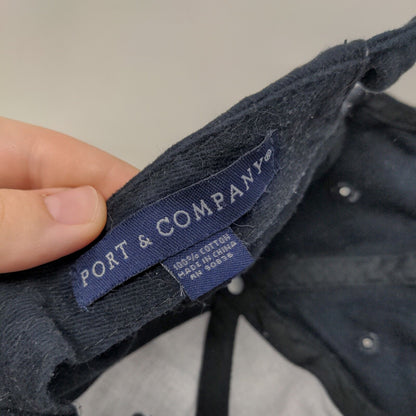 PORT & COMPANY®
100% COTTON
MADE IN CHINA
RN 90836